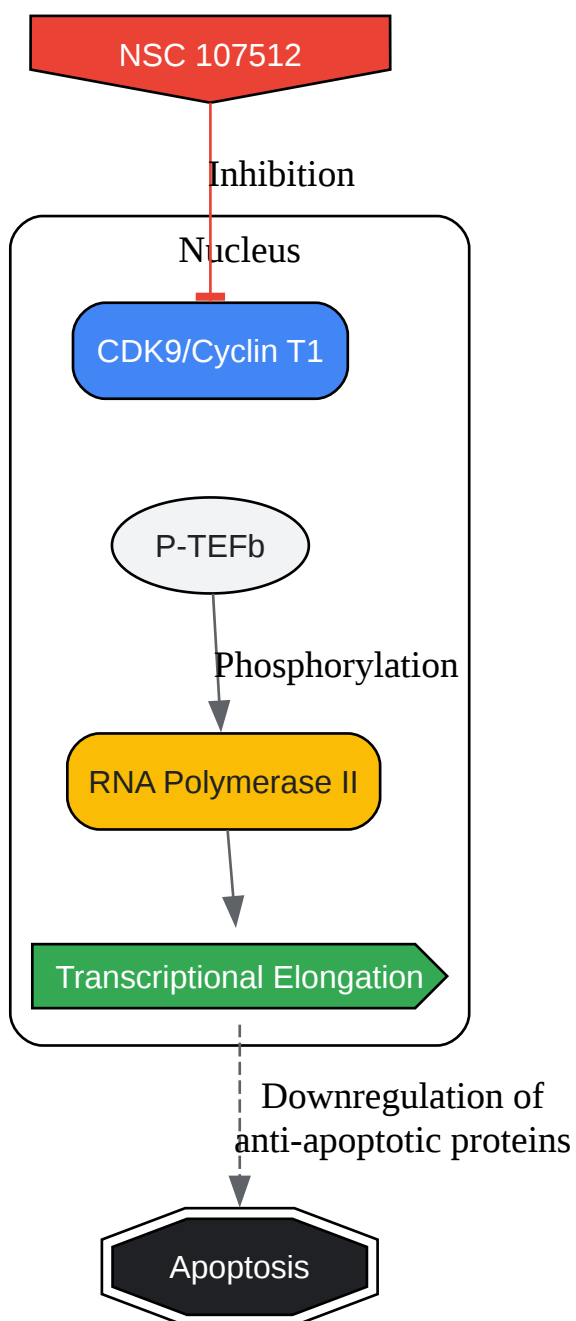 NSC 107512
Inhibition
Nucleus
CDK9/Cyclin T1
P-TEFb
Phosphorylation
RNA Polymerase II
Transcriptional Elongation
Downregulation of
anti-apoptotic proteins
Apoptosis